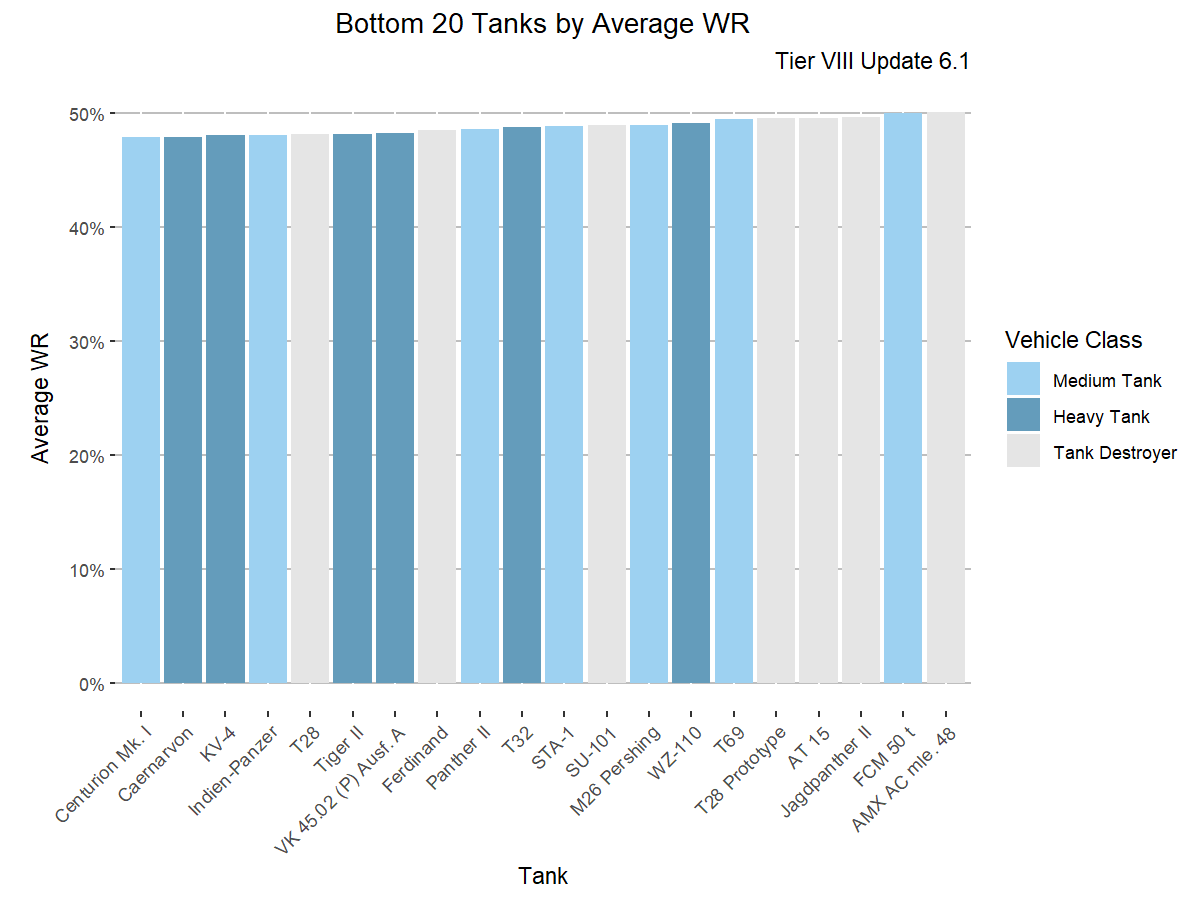 Bottom 20 Tanks by Average WR
Tier VIII Update 6.1
Average WR
50%
40%
30%
20%
10%
0%
Centurion Mk. I
Caernarvon
KV-4
Indien-Panzer
T28
Tiger II
VK 45.02 (P) Ausf. A
Ferdinand
Panther II
T32
STA-1
SU-101
M26 Pershing
WZ-110
T69
T28 Prototype
AT 15
Jagdpanther II
FCM 50 t
AMX AC mle. 48
Tank
Vehicle Class
Medium Tank
Heavy Tank
Tank Destroyer